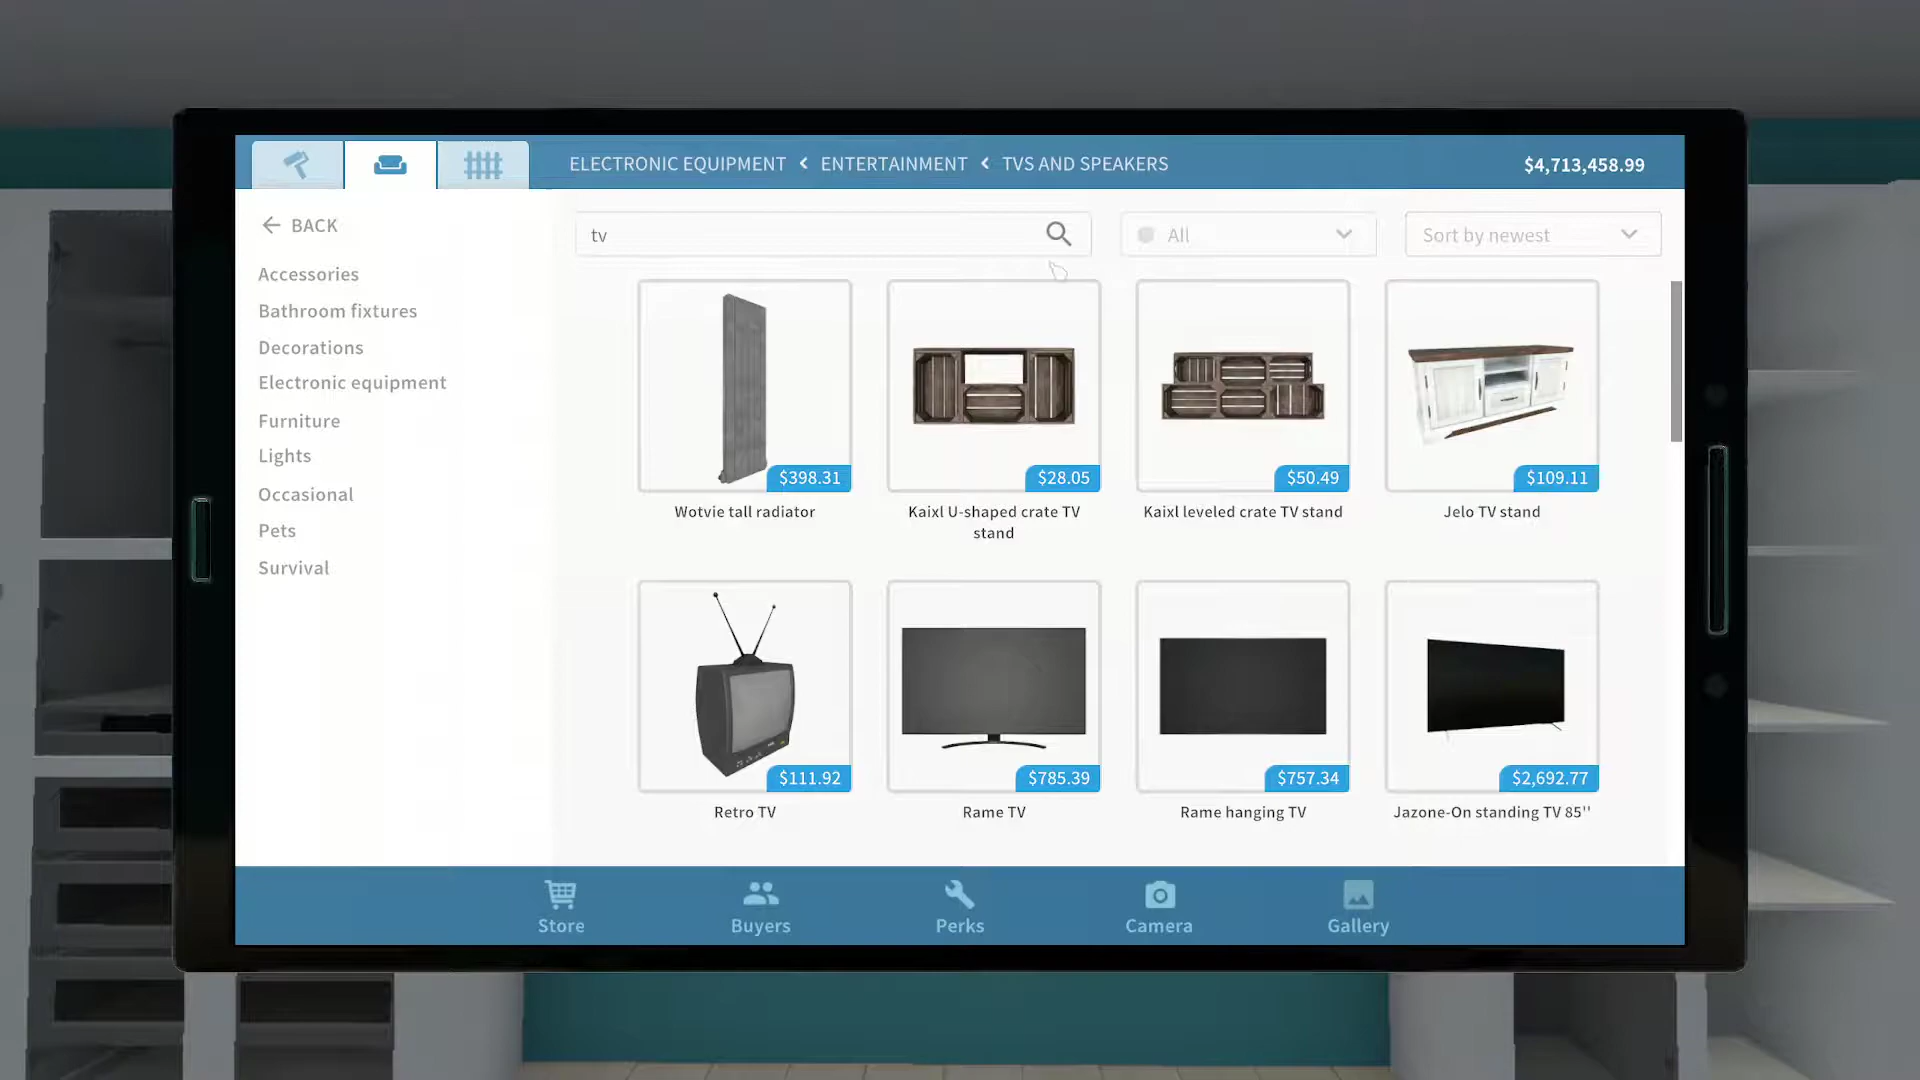 ELECTRONIC EQUIPMENT < ENTERTAINMENT < TVS AND SPEAKERS
$4,713,458.99
BACK
tv
All
Sort by newest
Accessories
Bathroom fixtures
Decorations
Electronic equipment
Furniture
Lights
Occasional
Pets
Survival
$398.31
$28.05
$50.49
$109.11
Wotvie tall radiator
Kaixl U-shaped crate TV
stand
Kaixl leveled crate TV stand
Jelo TV stand
$111.92
$785.39
$757.34
$2,692.77
Retro TV
Rame TV
Rame hanging TV
Jazone-On standing TV 85''
Store
Buyers
Perks
Camera
Gallery